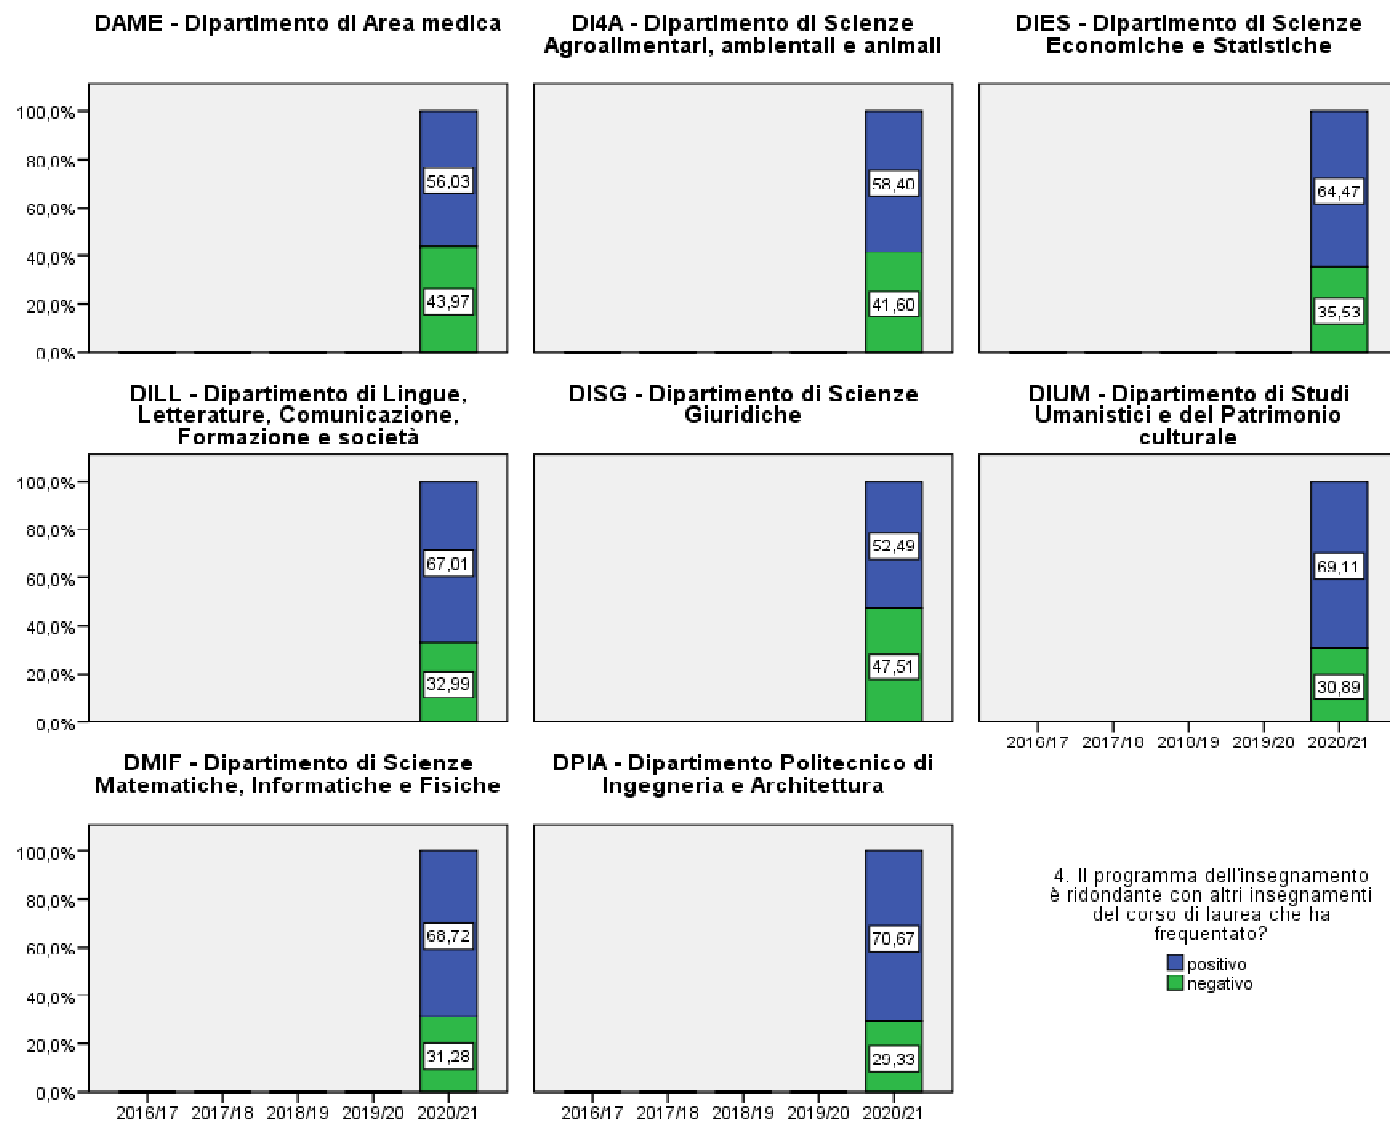 DAME - Dipartimento di Area medica
DI4A - Dipartimento di Scienze
Agroalimentari, ambientali e animali
DIES - Dipartimento di Scienze
Economiche e Statistiche
100,0%
80,0%
60,0%
40,0%
20,0%
0,0%
56,03
43,97
58,40
41,60
64,47
35,53
DILL - Dipartimento di Lingue,
Letterature, Comunicazione,
Formazione e società
DISG - Dipartimento di Scienze
Giuridiche
DIUM - Dipartimento di Studi
Umanistici e del Patrimonio
culturale
100,0%
80,0%
60,0%
40,0%
20,0%
0,0%
67,01
32,99
52,49
47,51
69,11
30,89
2016/17 2017/18 2018/19 2019/20 2020/21
DMIF - Dipartimento di Scienze
Matematiche, Informatiche e Fisiche
DPIA - Dipartimento Politecnico di
Ingegneria e Architettura
100,0%
80,0%
60,0%
40,0%
20,0%
0,0%
68,72
31,28
70,67
29,33
2016/17 2017/18 2018/19 2019/20 2020/21
2016/17 2017/18 2018/19 2019/20 2020/21
4. Il programma dell'insegnamento
è ridondante con altri insegnamenti
del corso di laurea che ha
frequentato?
positivo
negativo